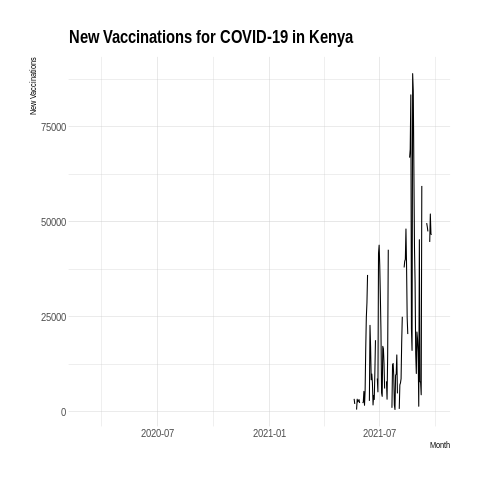 New Vaccinations for COVID-19 in Kenya
New Vaccinations
75000
50000
25000
0
2020-07 2021-01 2021-07
Month